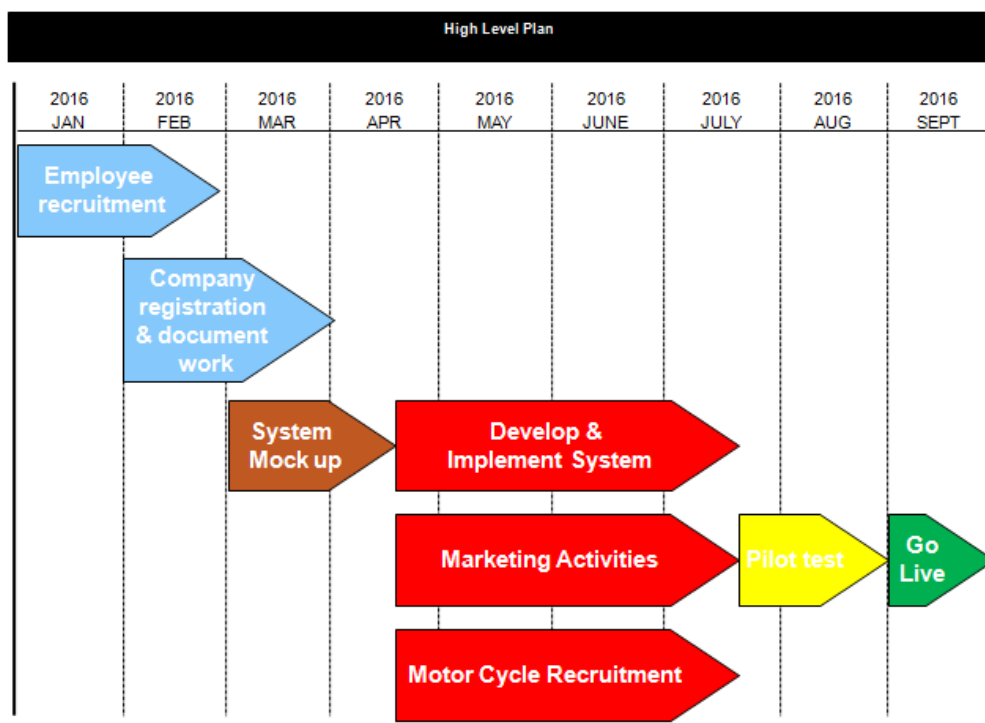 High Level Plan
2016 2016 2016 2016 2016 2016 2016 2016 2016
JAN FEB MAR APR MAY JUNE JULY AUG SEPT
Employee
recruitment
Company
registration
& document
work
System
Mock up
Develop &
Implement System
Marketing Activities
Pilot test
Go
Live
Motor Cycle Recruitment